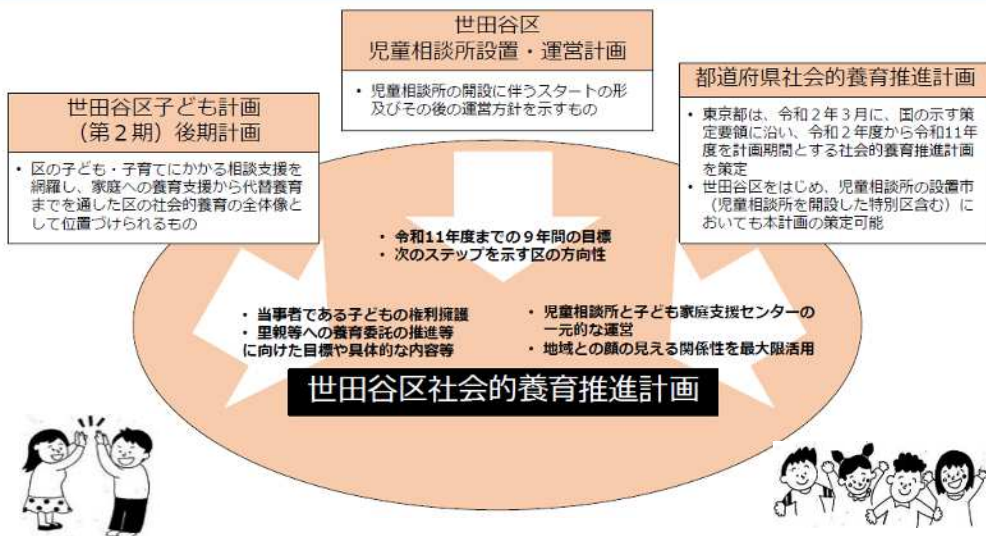 世田谷区
児童相談所設置・運営計画
・ 児童相談所の開設に伴うスタートの形
及びその後の運営方針を示すもの
世田谷区子ども計画
（第２期）後期計画
・ 区の子ども・子育てにかかる相談支援を
網羅し、家庭への養育支援から代替養育
までを通した区の社会的養育の全体像と
して位置づけられるもの
都道府県社会的養育推進計画
・ 東京都は、令和２年３月に、国の示す策
定要領に沿い、令和２年度から令和11年
度を計画期間とする社会的養育推進計画
を策定
・ 世田谷区をはじめ、児童相談所の設置市
（児童相談所を開設した特別区含む）に
おいても本計画の策定可能
・ 令和11年度までの９年間の目標
・ 次のステップを示す区の方向性
・ 当事者である子どもの権利擁護
・ 里親等への養育委託の推進等
に向けた目標や具体的な内容等
・ 児童相談所と子ども家庭支援センターの
一元的な運営
・ 地域との顔の見える関係性を最大限活用
世田谷区社会的養育推進計画